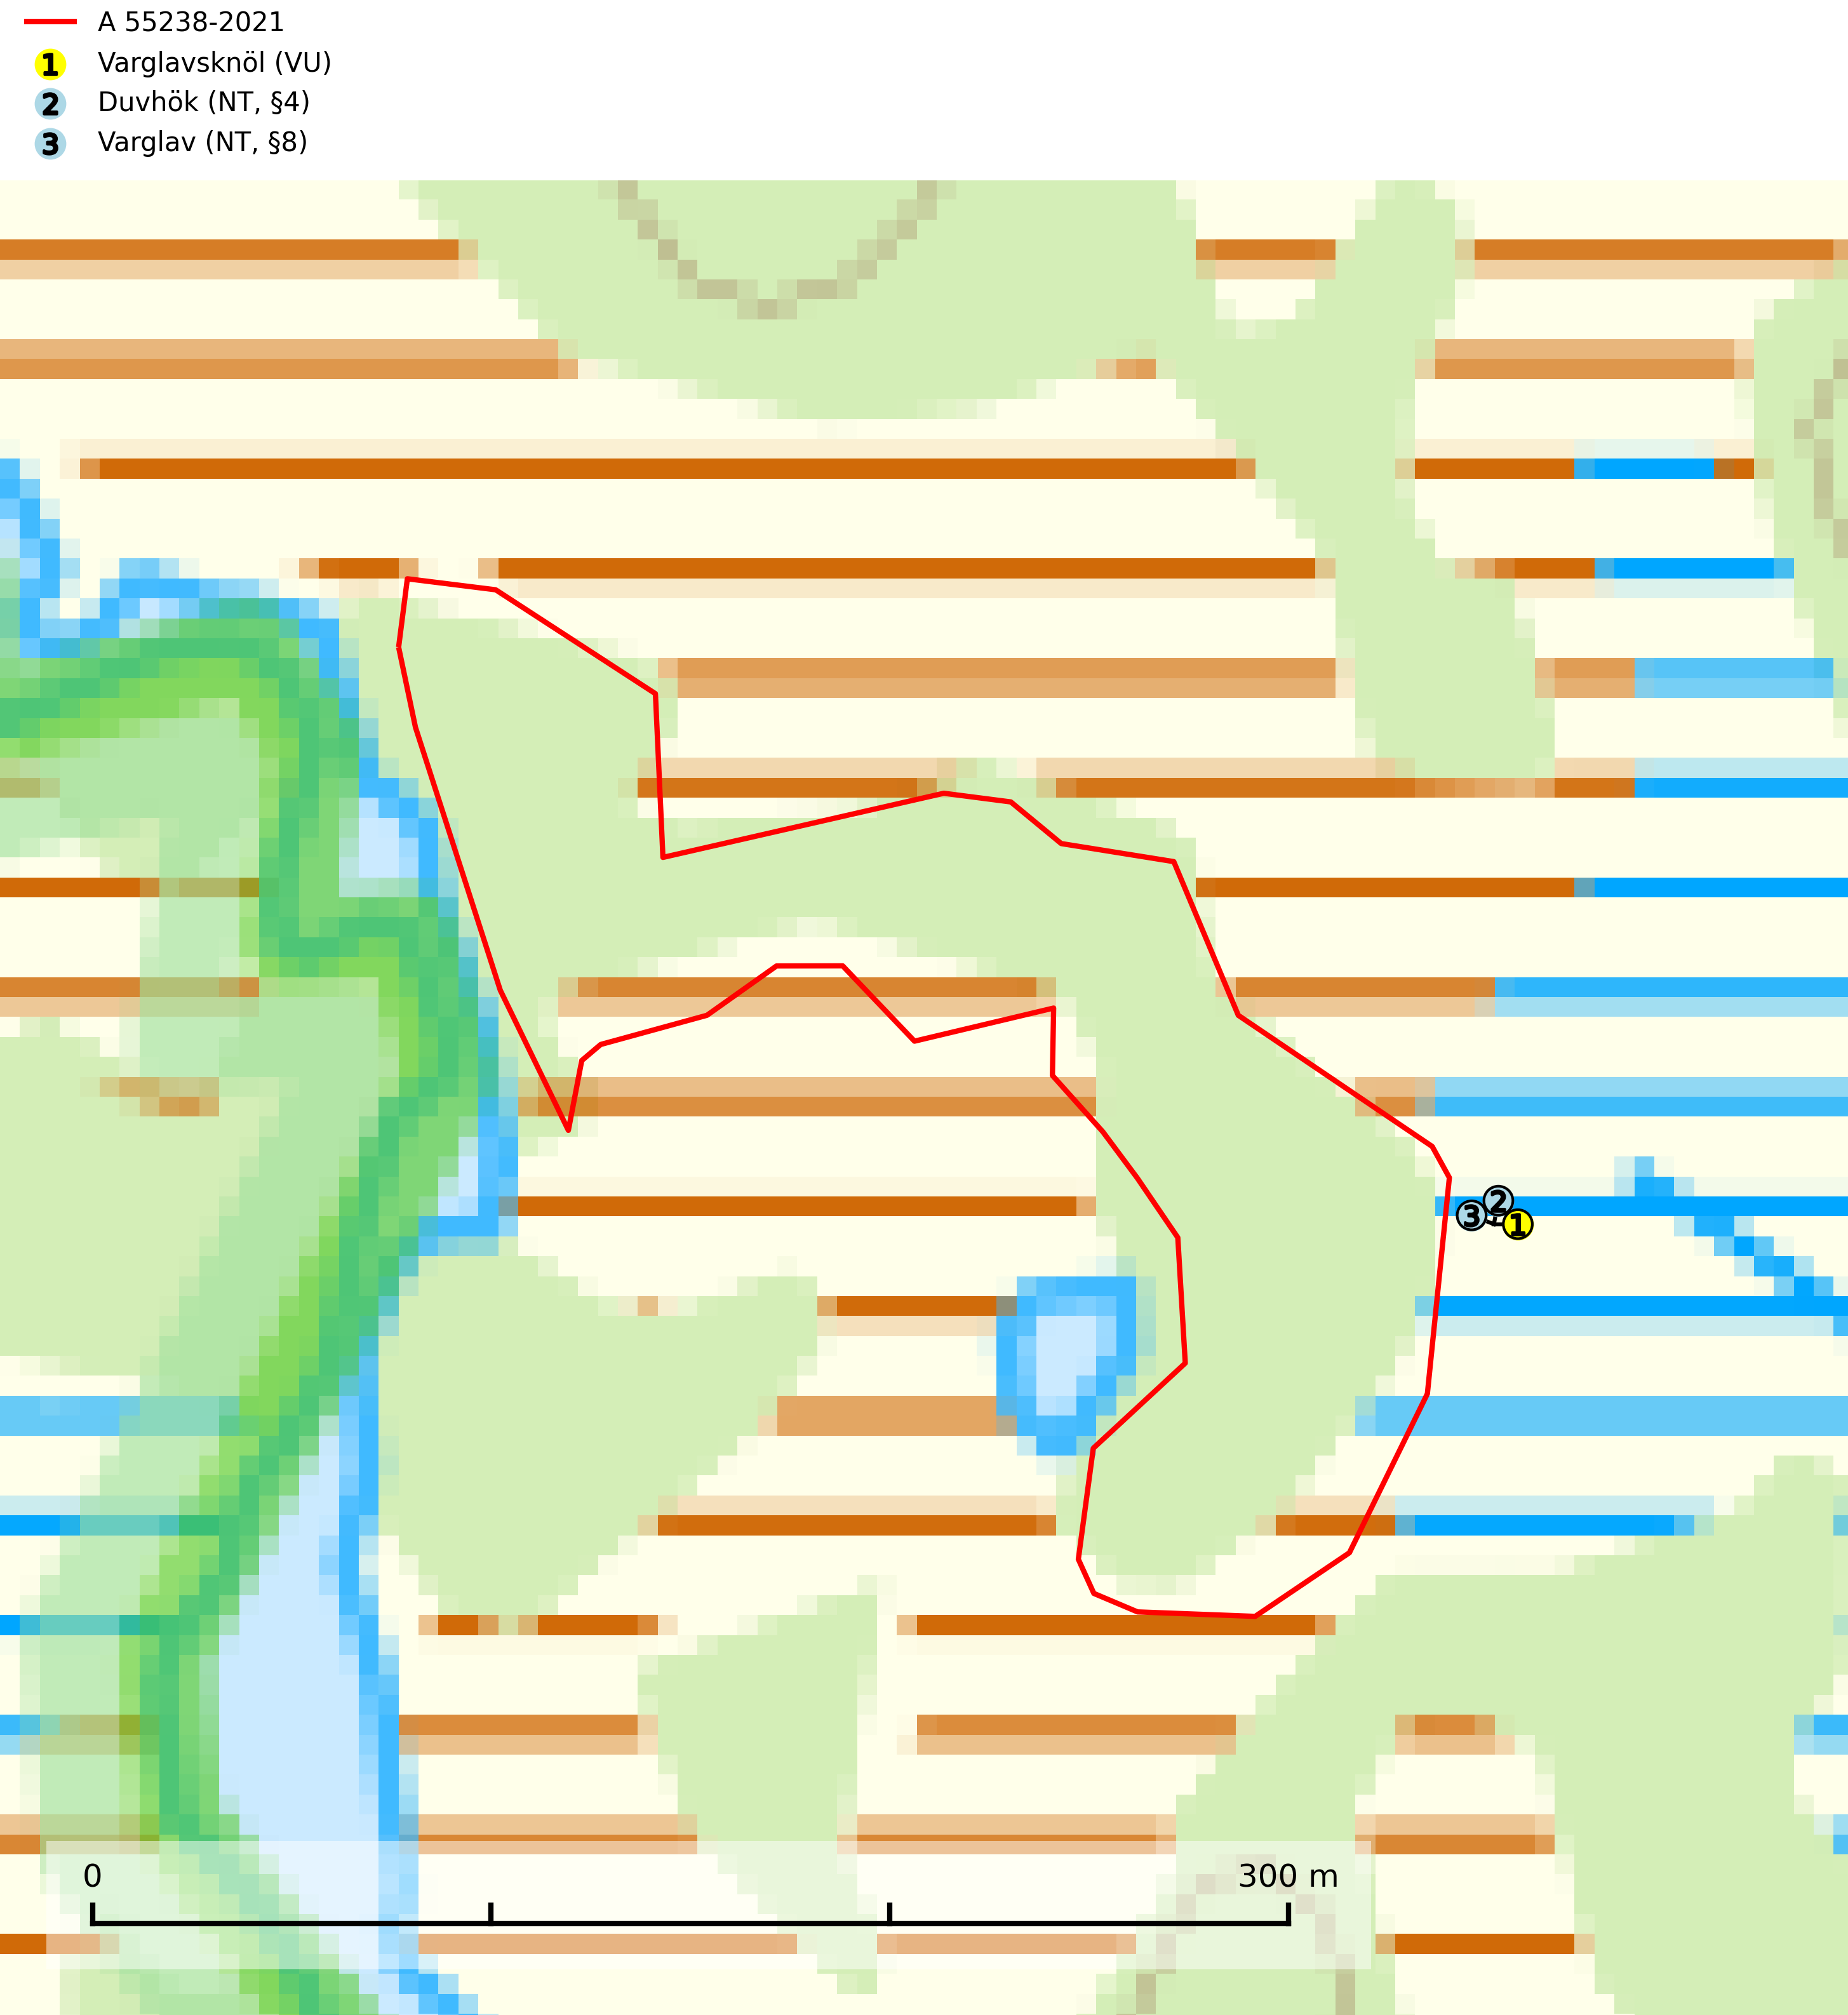 A 55238-2021
1 Varglavsknöl (VU)
2 Duvhök (NT, §4)
3 Varglav (NT, §8)
2
3
1
0 300 m